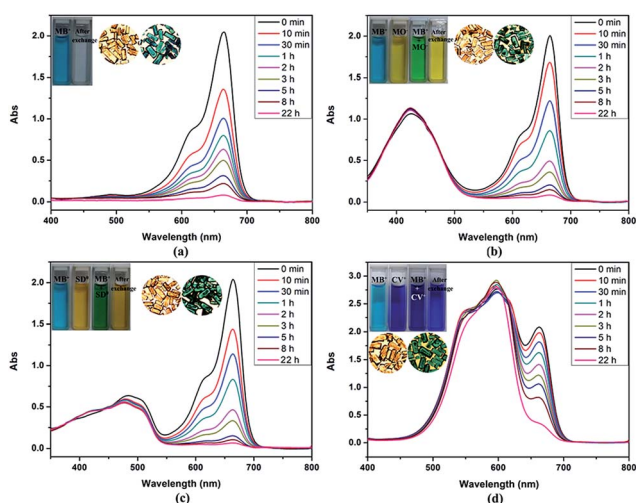 MB⁺
After exchange
0 min
10 min
30 min
1 h
2 h
3 h
5 h
8 h
22 h
Abs
2.0
1.5
1.0
0.5
0.0
400 500 600 700 800
Wavelength (nm)
(a)
MB⁺
MO⁻
MB⁺
MO⁻
After exchange
0 min
10 min
30 min
1 h
2 h
3 h
5 h
8 h
22 h
Abs
2.0
1.5
1.0
0.5
0.0
400 500 600 700 800
Wavelength (nm)
(b)
MB⁺
SD⁰
MB⁺
+
SD⁰
After exchange
0 min
10 min
30 min
1 h
2 h
3 h
5 h
8 h
22 h
Abs
2.0
1.5
1.0
0.5
0.0
400 500 600 700 800
Wavelength (nm)
(c)
MB⁺
CV⁺
MB⁺
+
CV⁺
After exchange
0 min
10 min
30 min
1 h
2 h
3 h
5 h
8 h
22 h
Abs
3.0
2.5
2.0
1.5
1.0
0.5
0.0
400 500 600 700 800
Wavelength (nm)
(d)